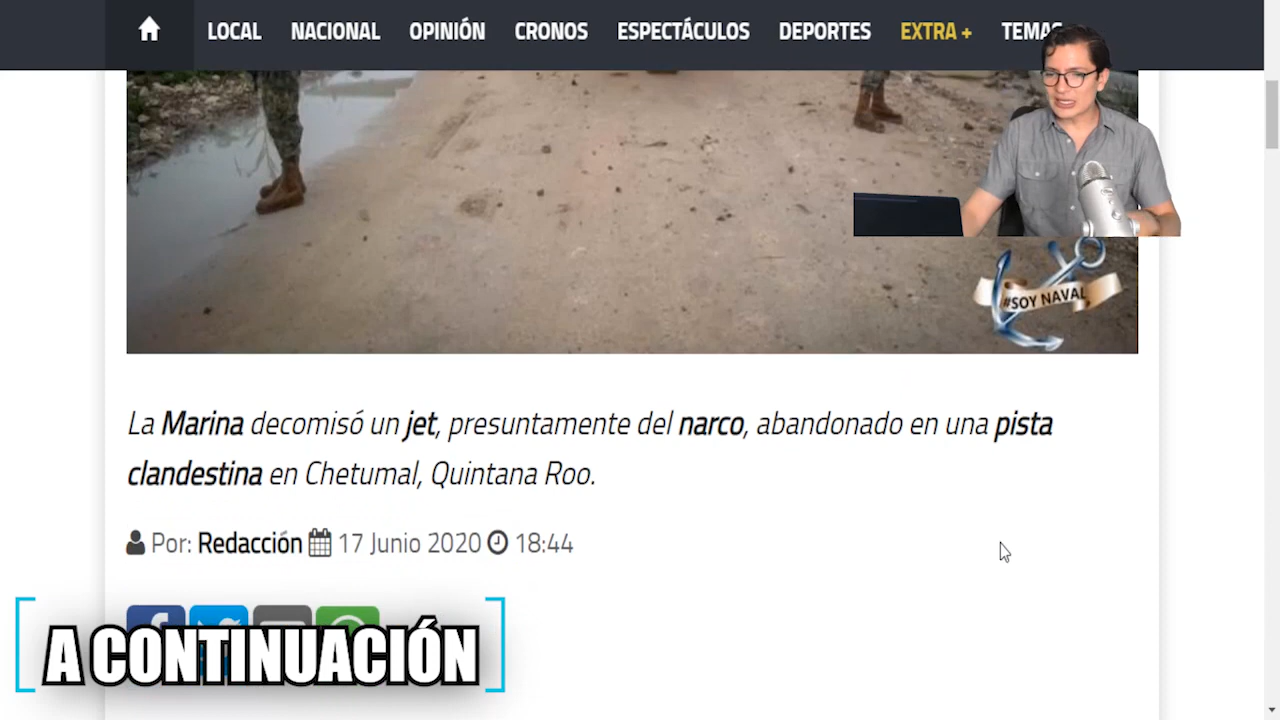 LOCAL NACIONAL OPINIÓN CRONOS ESPECTÁCULOS DEPORTES EXTRA + TEMAS
#SOY NAVAL
La Marina decomisó un jet, presuntamente del narco, abandonado en una pista
clandestina en Chetumal, Quintana Roo.
Por: Redacción 17 Junio 2020 18:44
A CONTINUACIÓN